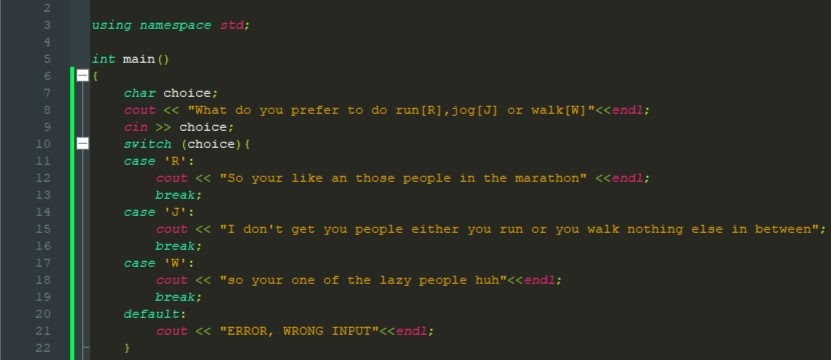 2
3 using namespace std;
4
5 int main()
6 {
7 char choice;
8 cout << "What do you prefer to do run[R],jog[J] or walk[W]"<<endl;
9 cin >> choice;
10 switch (choice){
11 case 'R':
12 cout << "So your like an those people in the marathon" <<endl;
13 break;
14 case 'J':
15 cout << "I don't get you people either you run or you walk nothing else in between";
16 break;
17 case 'W':
18 cout << "so your one of the lazy people huh"<<endl;
19 break;
20 default:
21 cout << "ERROR, WRONG INPUT"<<endl;
22 }